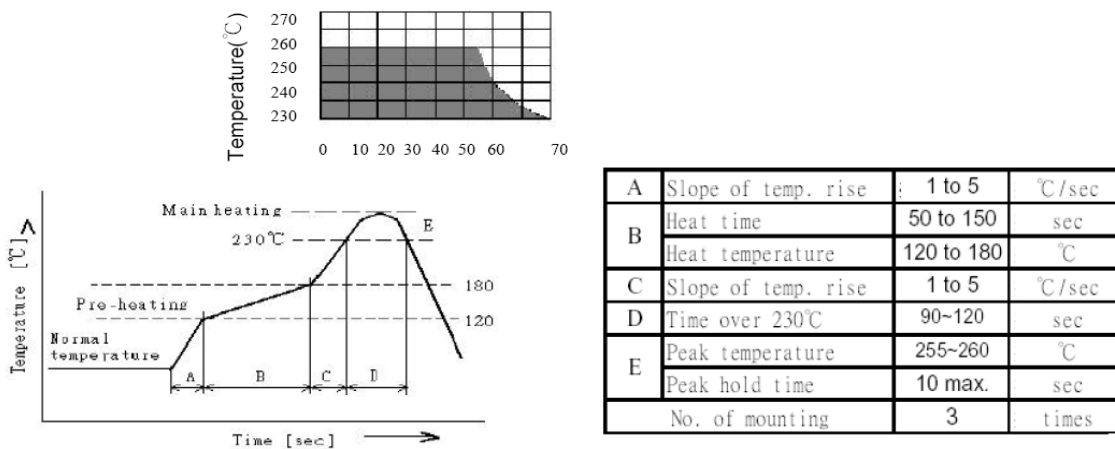 270
260
250
240
230
Temperature(℃)
0 10 20 30 40 50 60 70
Main heating
E
230℃
180
Pre-heating
120
Normal
temperature
A B C D
Temperature [℃]
Time [sec]
A Slope of temp. rise 1 to 5 ℃/sec
B Heat time 50 to 150 sec
Heat temperature 120 to 180 ℃
C Slope of temp. rise 1 to 5 ℃/sec
D Time over 230℃ 90~120 sec
E Peak temperature 255~260 ℃
Peak hold time 10 max. sec
No. of mounting 3 times